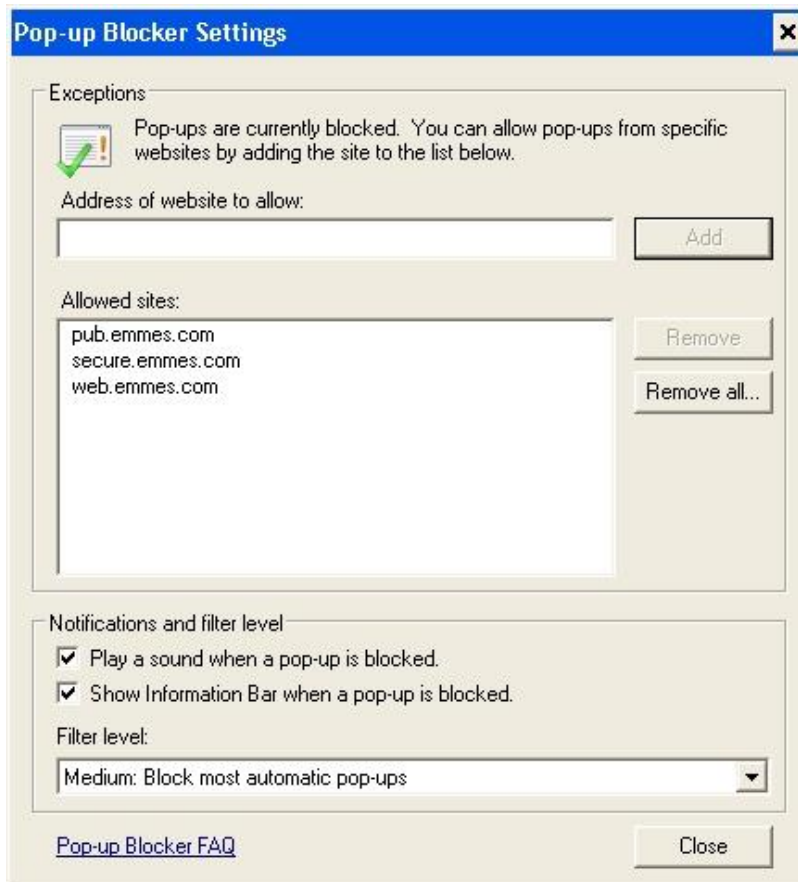 Pop-up Blocker Settings
Exceptions
Pop-ups are currently blocked. You can allow pop-ups from specific
websites by adding the site to the list below.
Address of website to allow:
Add
Allowed sites:
pub.emmes.com
secure.emmes.com
web.emmes.com
Remove
Remove all...
Notifications and filter level
Play a sound when a pop-up is blocked.
Show Information Bar when a pop-up is blocked.
Filter level:
Medium: Block most automatic pop-ups
Pop-up Blocker FAQ
Close